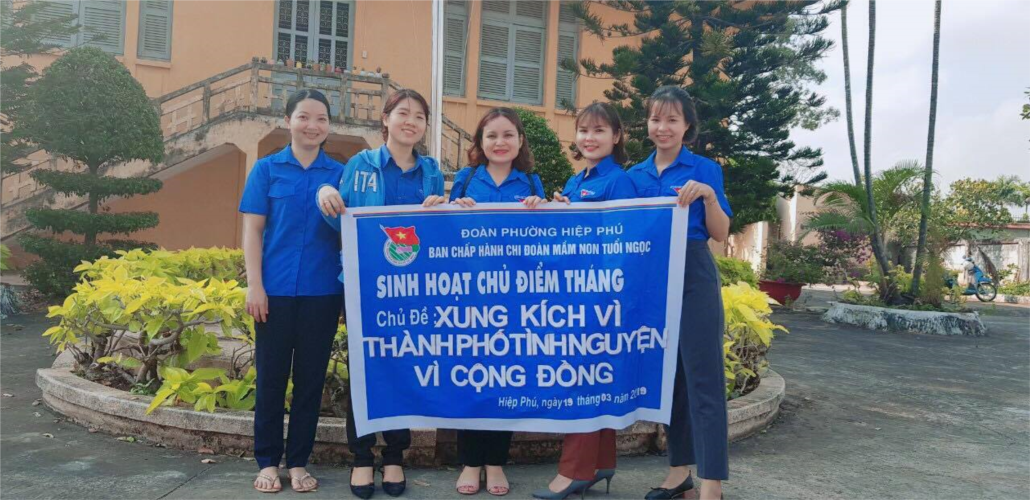 ĐOÀN PHƯỜNG HIỆP PHÚ
BAN CHẤP HÀNH CHI ĐOÀN MẦM NON TUỔI NGỌC
SINH HOẠT CHỦ ĐIỂM THÁNG
Chủ Đề :XUNG KÍCH VÌ
THÀNH PHỐ TÌNH NGUYỆN
VÌ CỘNG ĐỒNG
Hiệp Phú, ngày 19 tháng 03 năm 2019
ITA